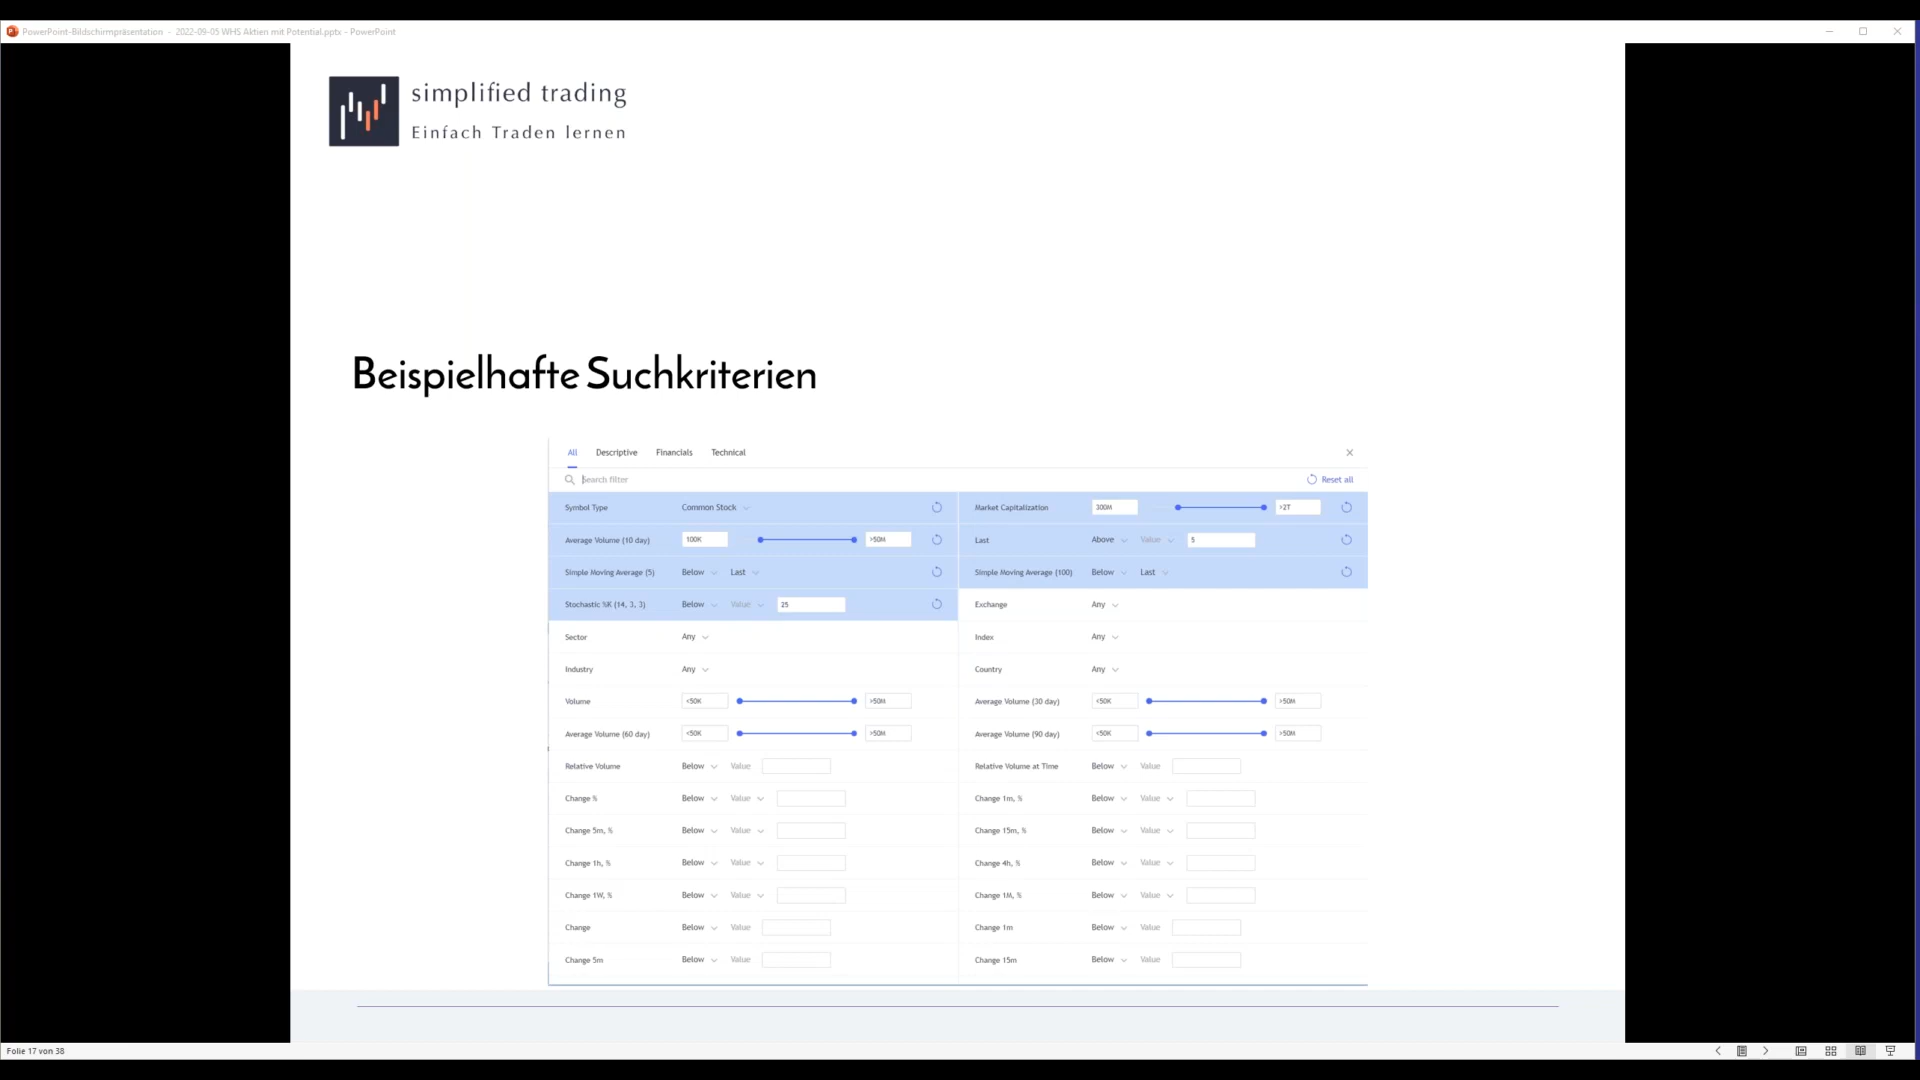 PowerPoint-Bildschirmpräsentation - 2022-09-05 WHS Aktien mit Potential.pptx - PowerPoint
simplified trading
Einfach Traden lernen
Beispielhafte Suchkriterien
All Descriptive Financials Technical
Search filter Reset all
Symbol Type Common Stock Market Capitalization 300M >2T
Average Volume (10 day) 100K >50M Last Above Value 5
Simple Moving Average (5) Below Last Simple Moving Average (100) Below Last
Stochastic %K (14, 3, 3) Below Value 25 Exchange Any
Sector Any Index Any
Industry Any Country Any
Volume <50K >50M Average Volume (30 day) <50K >50M
Average Volume (60 day) <50K >50M Average Volume (90 day) <50K >50M
Relative Volume Below Value Relative Volume at Time Below Value
Change % Below Value Change 1m, % Below Value
Change 5m, % Below Value Change 15m, % Below Value
Change 1h, % Below Value Change 4h, % Below Value
Change 1W, % Below Value Change 1M, % Below Value
Change Below Value Change 1m Below Value
Change 5m Below Value Change 15m Below Value
Folie 17 von 38